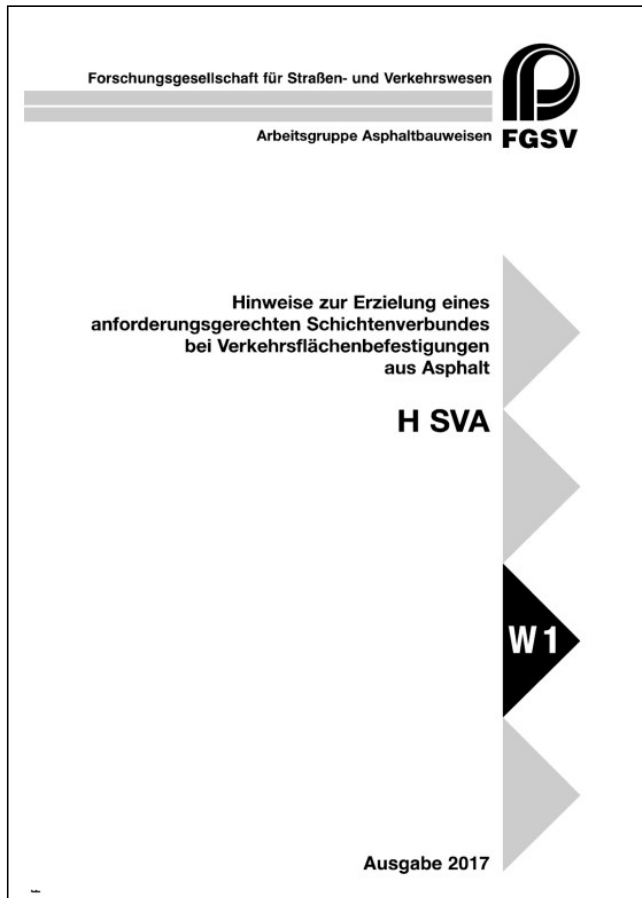 Forschungsgesellschaft für Straßen- und Verkehrswesen
Arbeitsgruppe Asphaltbauweisen
FGSV
Hinweise zur Erzielung eines
anforderungsgerechten Schichtenverbundes
bei Verkehrsflächenbefestigungen
aus Asphalt
H SVA
W 1
Ausgabe 2017